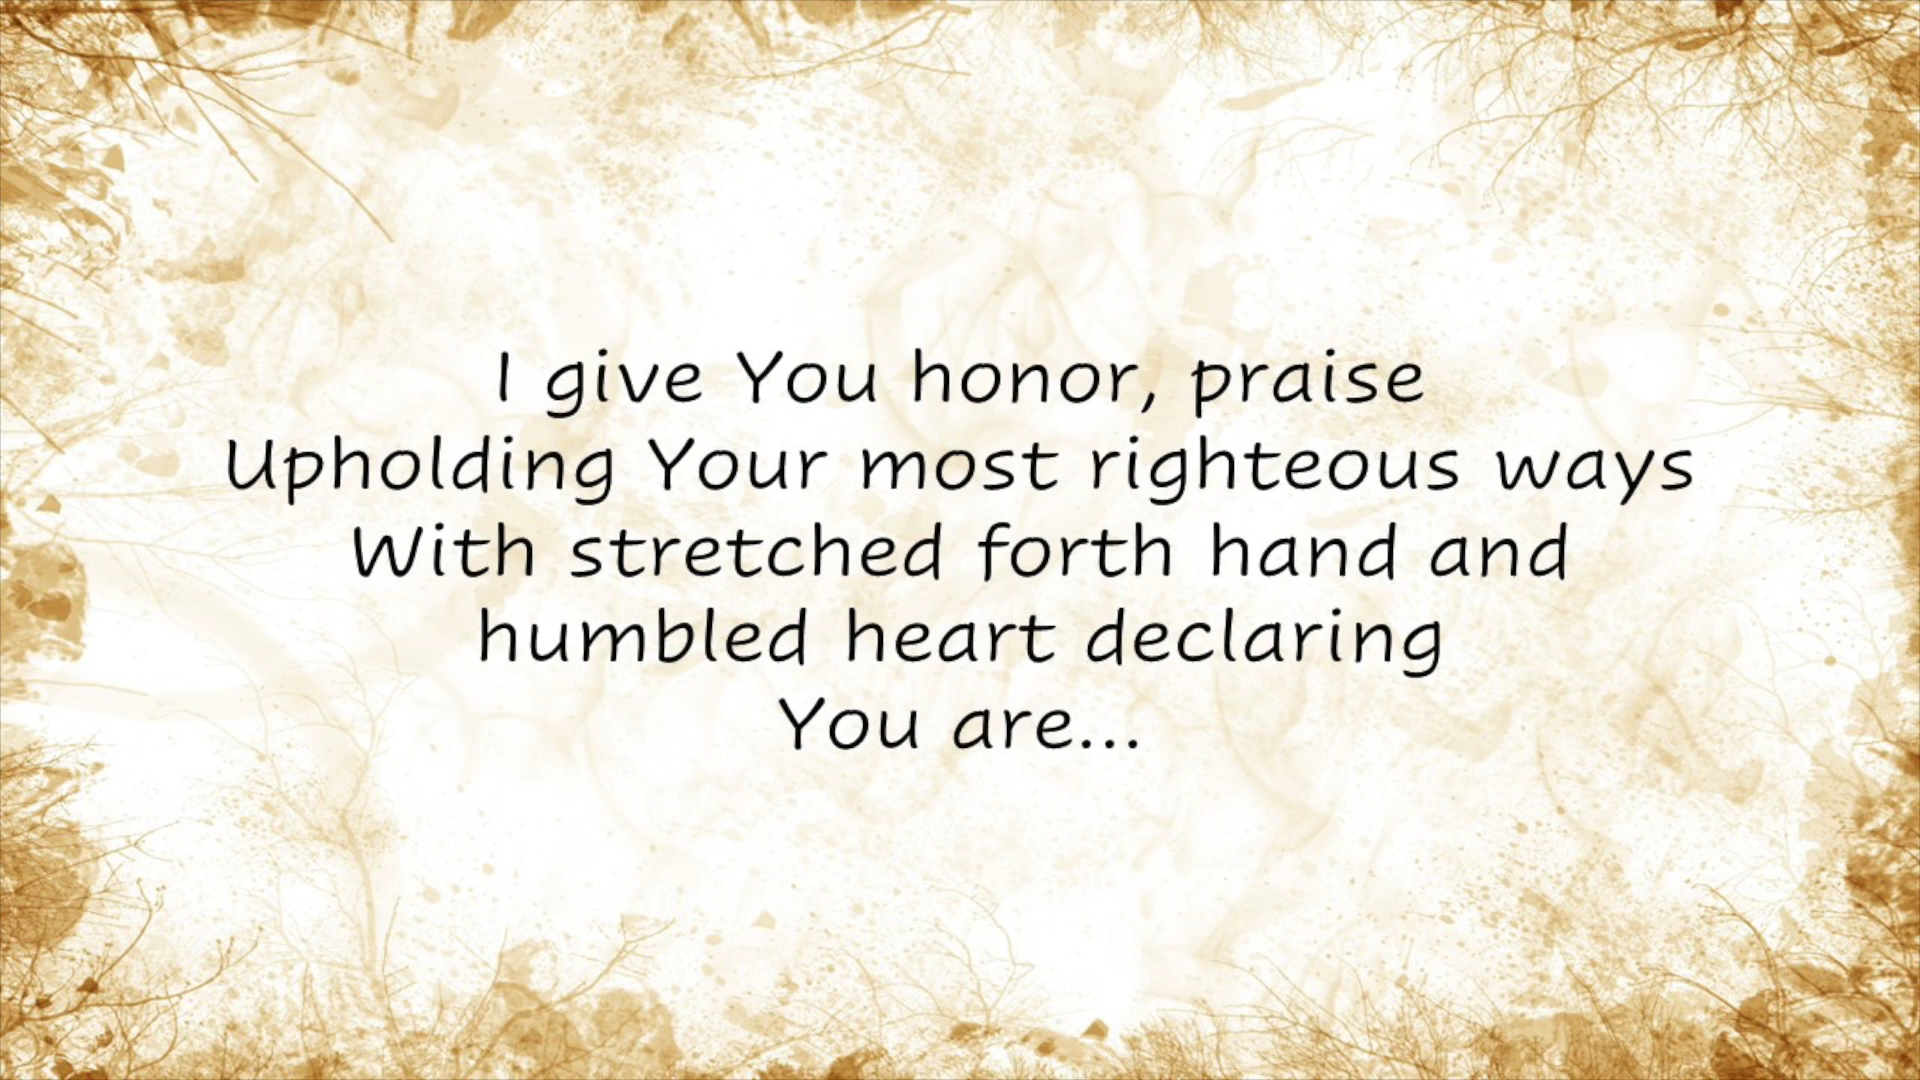 I give You honor, praise
Upholding Your most righteous ways
With stretched forth hand and
humbled heart declaring
You are...